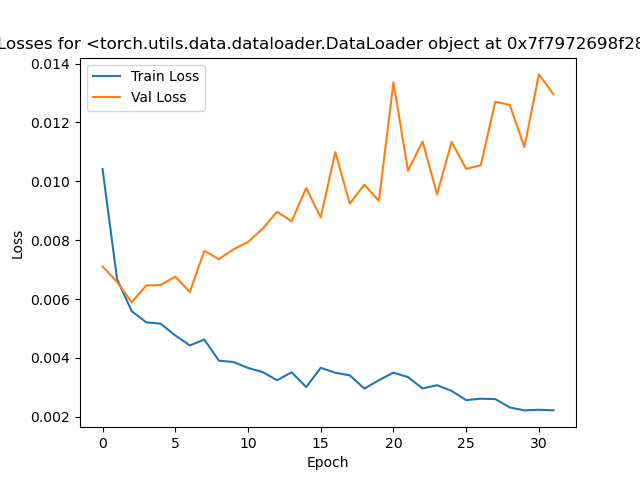 Losses for <torch.utils.data.dataloader.DataLoader object at 0x7f7972698f28
Train Loss
Val Loss
0.014
0.012
0.010
0.008
0.006
0.004
0.002
Loss
0 5 10 15 20 25 30
Epoch